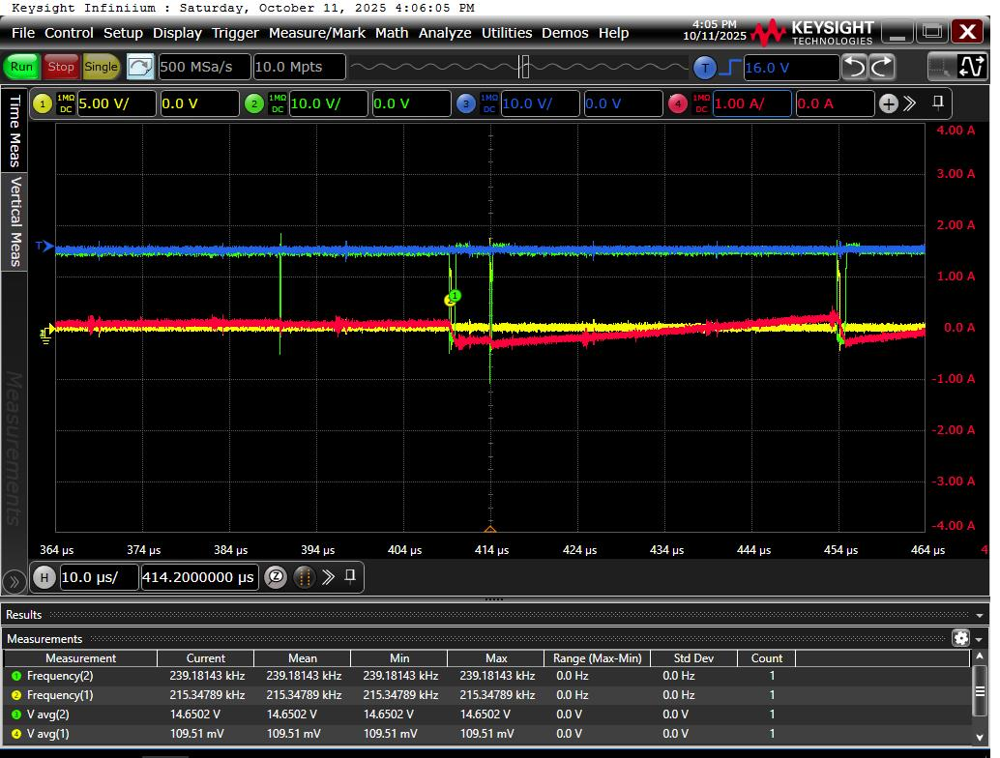 Keysight Infiniium : Saturday, October 11, 2025 4:06:05 PM
File Control Setup Display Trigger Measure/Mark Math Analyze Utilities Demos Help
4:05 PM
10/11/2025
KEYSIGHT
TECHNOLOGIES
X
Run Stop Single 500 MSa/s 10.0 Mpts T 16.0 V
1 1MΩ DC 5.00 V/ 0.0 V 2 1MΩ DC 10.0 V/ 0.0 V 3 1MΩ DC 10.0 V/ 0.0 V 4 1MΩ DC 1.00 A/ 0.0 A
Time Meas
Vertical Meas
Measurements
4.00 A
3.00 A
2.00 A
1.00 A
0.0 A
-1.00 A
-2.00 A
-3.00 A
-4.00 A
T
2 1
364 µs 374 µs 384 µs 394 µs 404 µs 414 µs 424 µs 434 µs 444 µs 454 µs 464 µs 4
H 10.0 µs/ 414.2000000 µs Z
Results
Measurements
Measurement Current Mean Min Max Range (Max-Min) Std Dev Count
1 Frequency(2) 239.18143 kHz 239.18143 kHz 239.18143 kHz 239.18143 kHz 0.0 Hz 0.0 Hz 1
2 Frequency(1) 215.34789 kHz 215.34789 kHz 215.34789 kHz 215.34789 kHz 0.0 Hz 0.0 Hz 1
3 V avg(2) 14.6502 V 14.6502 V 14.6502 V 14.6502 V 0.0 V 0.0 V 1
4 V avg(1) 109.51 mV 109.51 mV 109.51 mV 109.51 mV 0.0 V 0.0 V 1